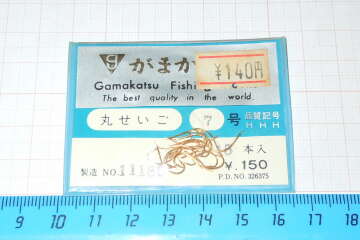 がまか
¥140円
Gamakatsu Fishing
The best quality in the world
丸せいご 7号 品質記号
H H H
本入
製造 NO.1118
¥.150
P.D.NO.326375
9 10 11 12 13 14 15 16 17 18